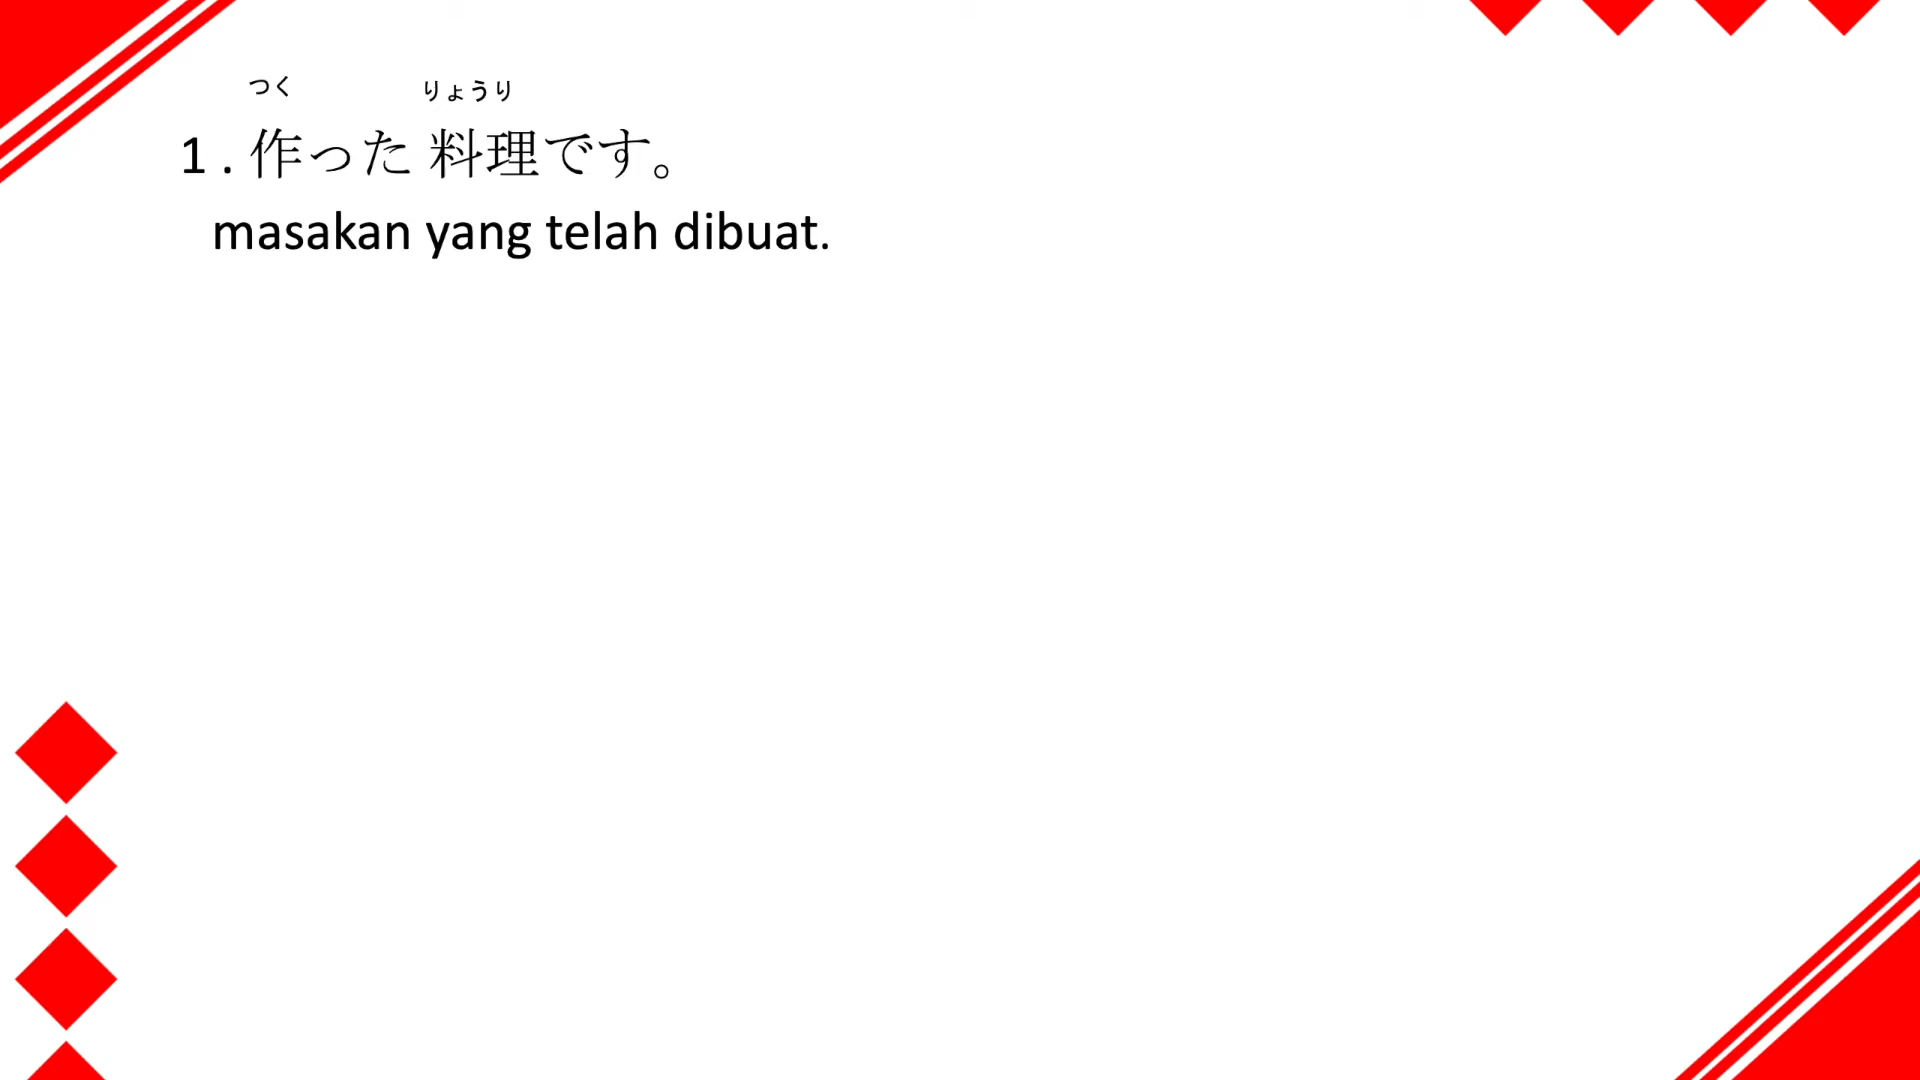 つく りょうり
1 . 作った 料理です。
masakan yang telah dibuat.